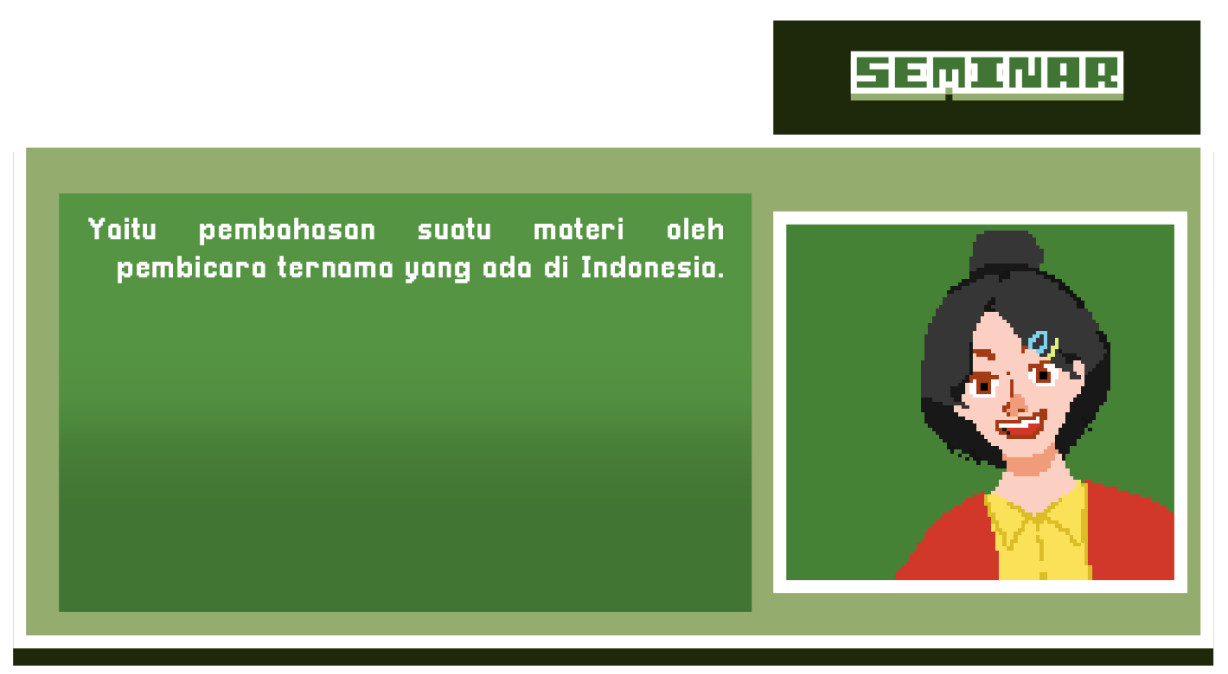 SEMINAR
Yaitu pembahasan suatu materi oleh
pembicara ternama yang ada di Indonesia.